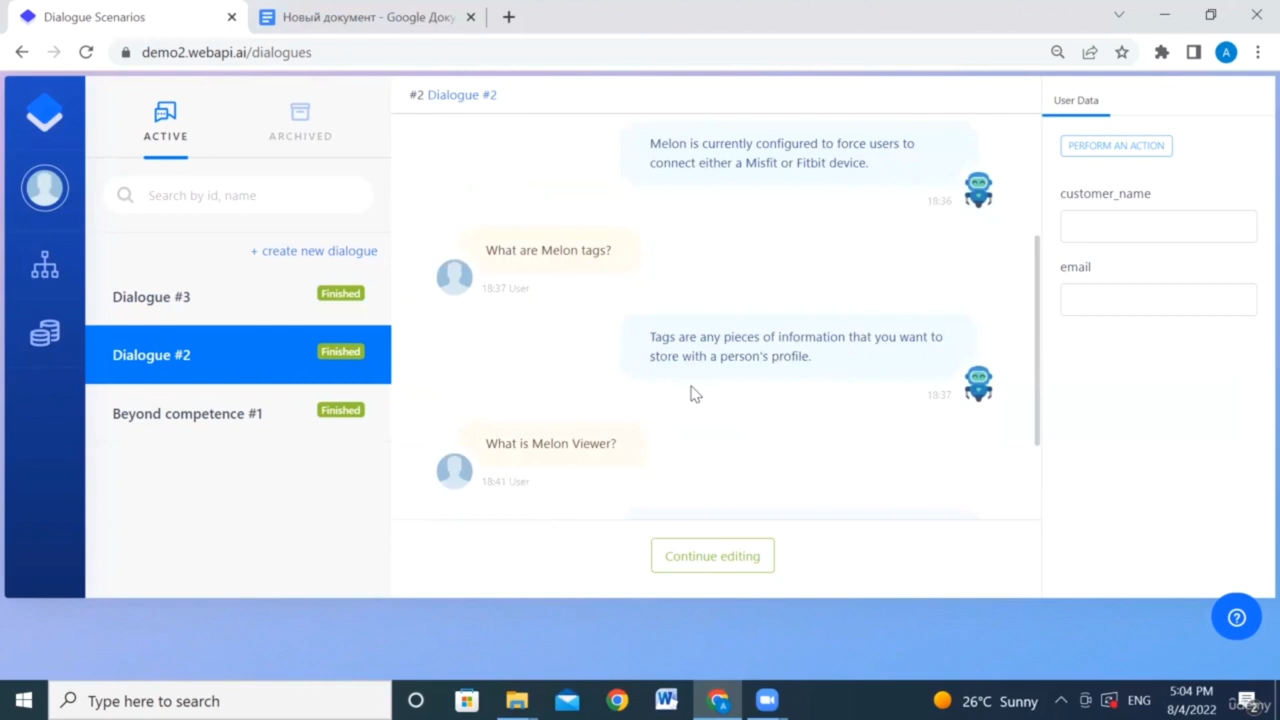 Dialogue Scenarios
Новый документ - Google Доку
demo2.webapi.ai/dialogues
A
ACTIVE
ARCHIVED
Search by id, name
+ create new dialogue
Dialogue #3
Finished
Dialogue #2
Finished
Beyond competence #1
Finished
#2 Dialogue #2
Melon is currently configured to force users to
connect either a Misfit or Fitbit device.
18:36
What are Melon tags?
18:37 User
Tags are any pieces of information that you want to
store with a person's profile.
18:37
What is Melon Viewer?
18:41 User
Continue editing
User Data
PERFORM AN ACTION
customer_name
email
Type here to search
26°C Sunny
ENG
5:04 PM
8/4/2022
2
udemy